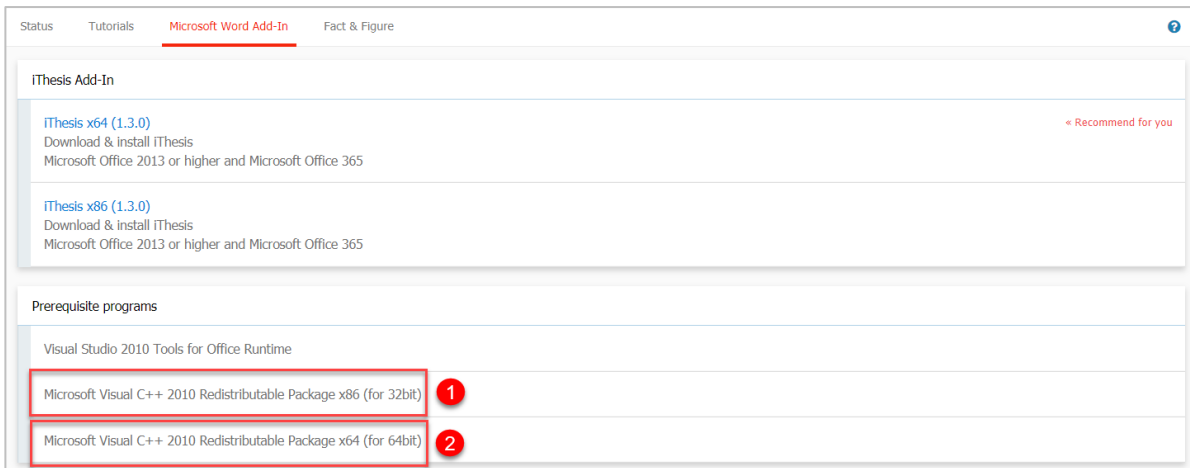 Status Tutorials Microsoft Word Add-In Fact & Figure ?
iThesis Add-In
iThesis x64 (1.3.0) « Recommend for you
Download & install iThesis
Microsoft Office 2013 or higher and Microsoft Office 365
iThesis x86 (1.3.0)
Download & install iThesis
Microsoft Office 2013 or higher and Microsoft Office 365
Prerequisite programs
Visual Studio 2010 Tools for Office Runtime
Microsoft Visual C++ 2010 Redistributable Package x86 (for 32bit) 1
Microsoft Visual C++ 2010 Redistributable Package x64 (for 64bit) 2